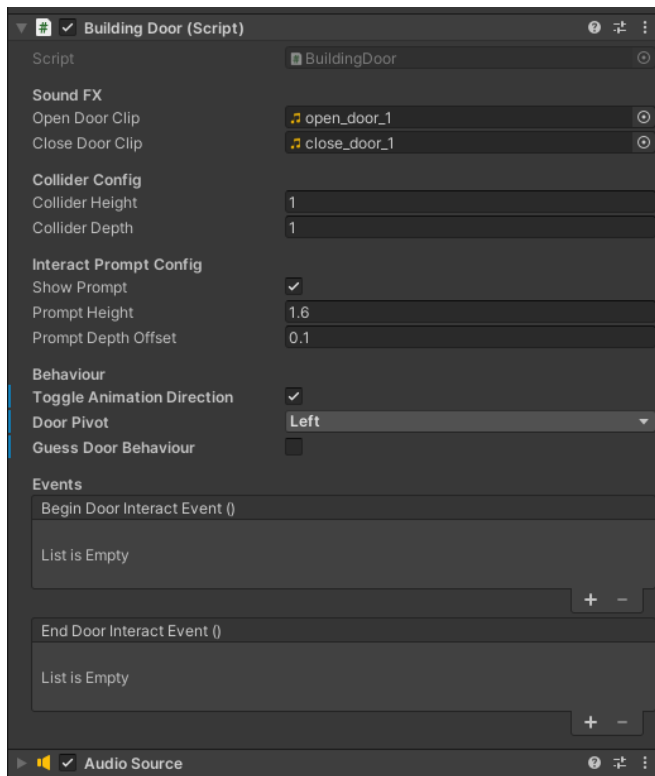 Building Door (Script)
Script BuildingDoor
Sound FX
Open Door Clip open_door_1
Close Door Clip close_door_1
Collider Config
Collider Height 1
Collider Depth 1
Interact Prompt Config
Show Prompt
Prompt Height 1.6
Prompt Depth Offset 0.1
Behaviour
Toggle Animation Direction
Door Pivot Left
Guess Door Behaviour
Events
Begin Door Interact Event ()
List is Empty
+ −
End Door Interact Event ()
List is Empty
+ −
Audio Source